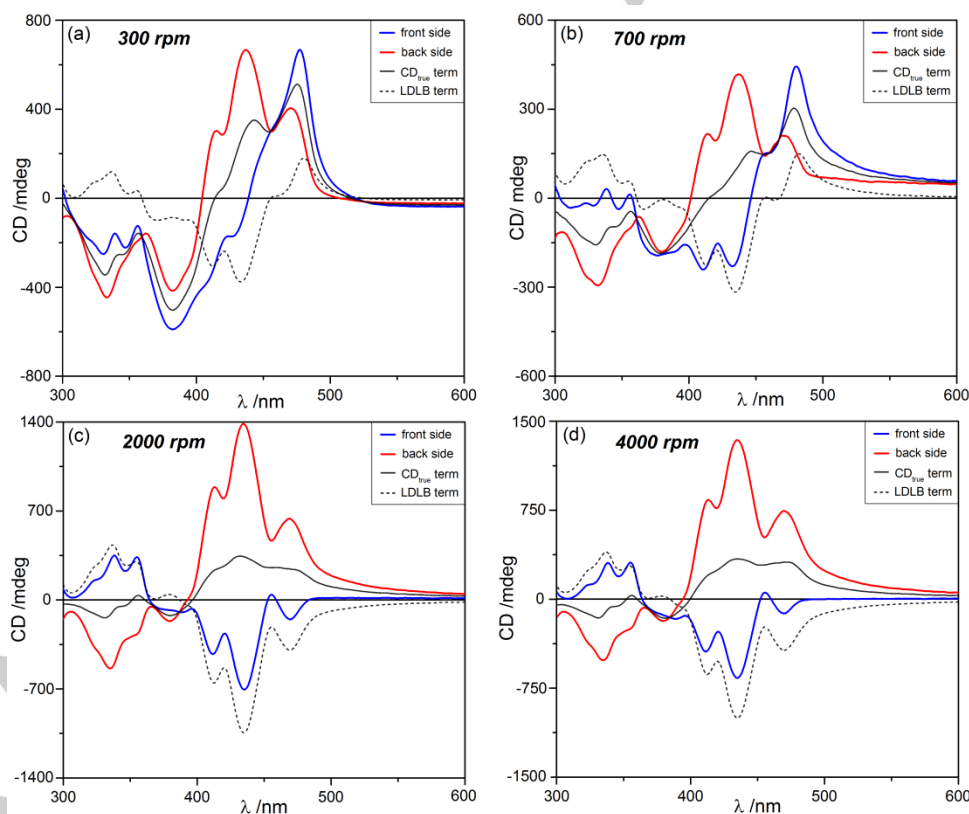 (a) 300 rpm
front side
back side
CDtrue term
LDLB term
CD /mdeg
800
400
0
-400
-800
300 400 500 600
λ /nm
(b) 700 rpm
front side
back side
CDtrue term
LDLB term
CD/ mdeg
600
300
0
-300
-600
300 400 500 600
λ /nm
(c) 2000 rpm
front side
back side
CDtrue term
LDLB term
CD /mdeg
1400
700
0
-700
-1400
300 400 500 600
λ /nm
(d) 4000 rpm
front side
back side
CDtrue term
LDLB term
CD /mdeg
1500
750
0
-750
-1500
300 400 500 600
λ /nm